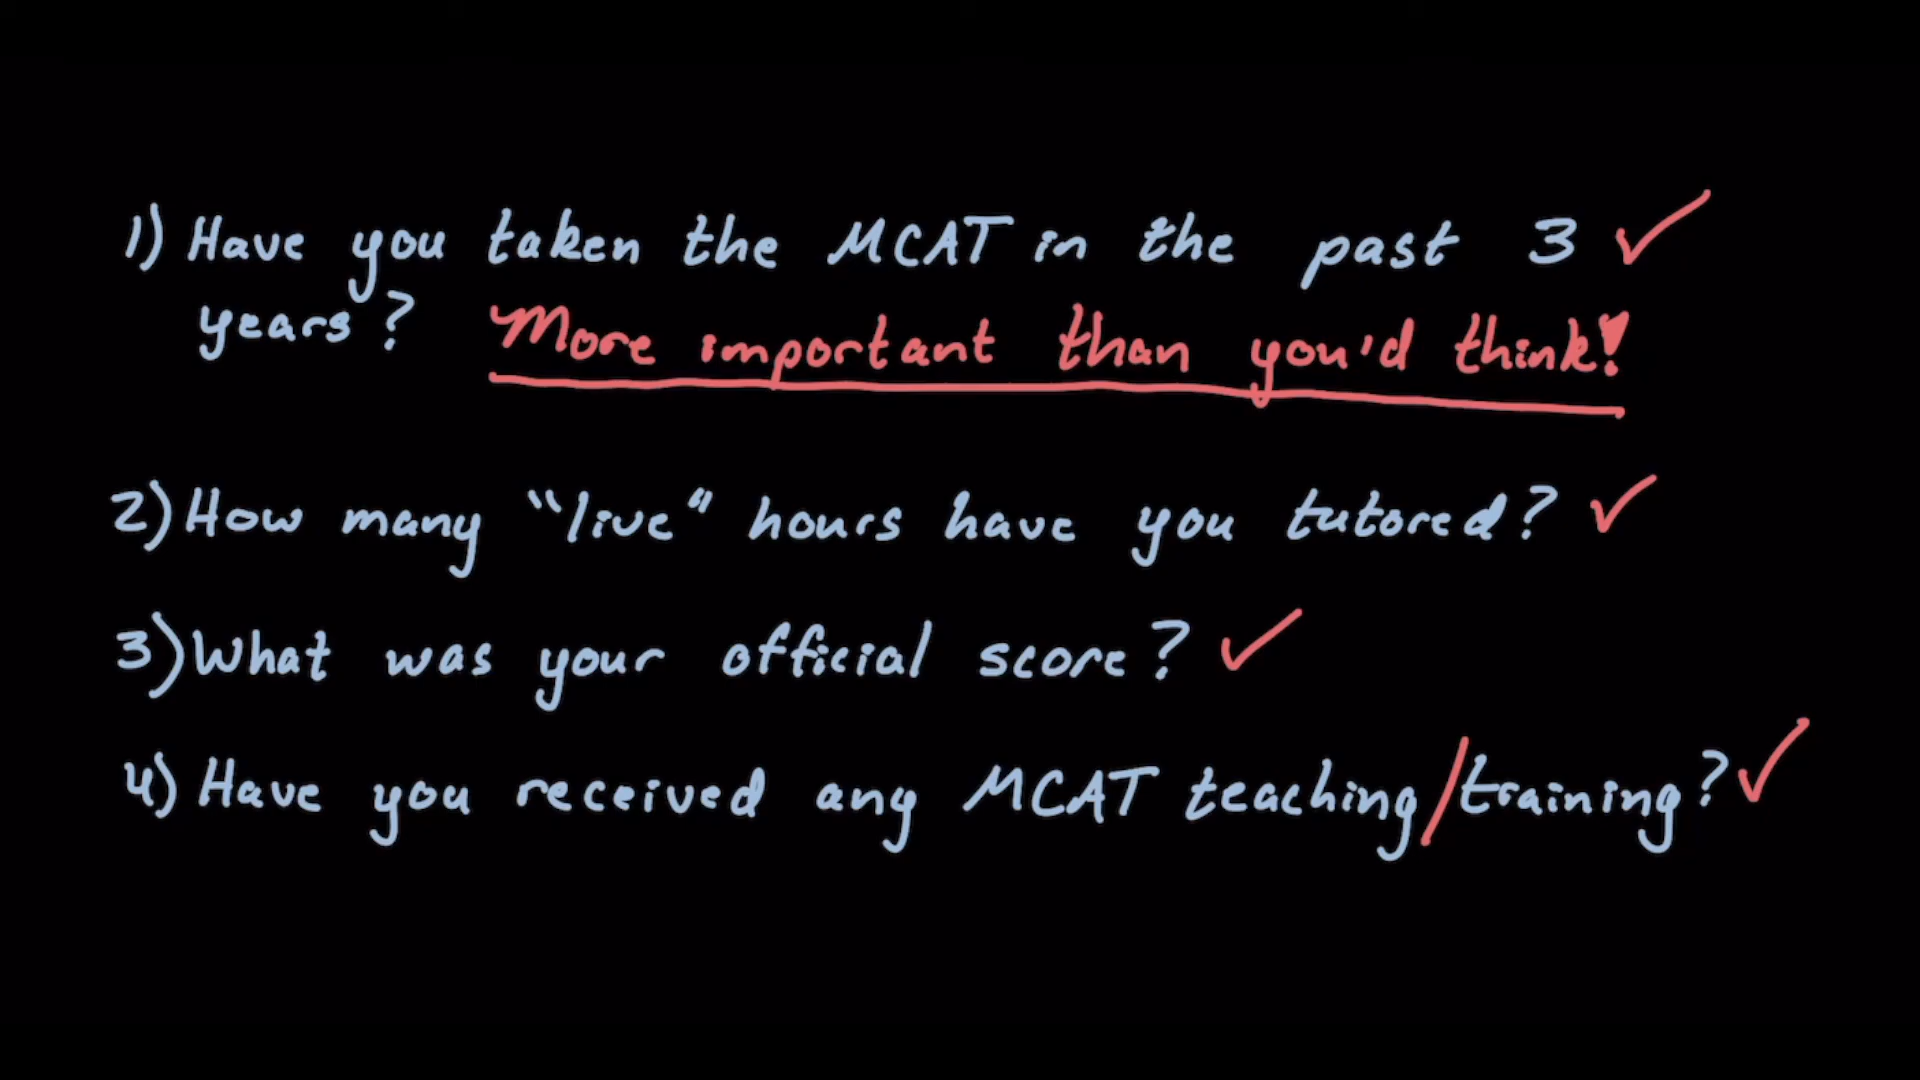 1) Have you taken the MCAT in the past 3 ✓
years? More important than you'd think!
2) How many "live" hours have you tutored? ✓
3) What was your official score? ✓
4) Have you received any MCAT teaching/training? ✓